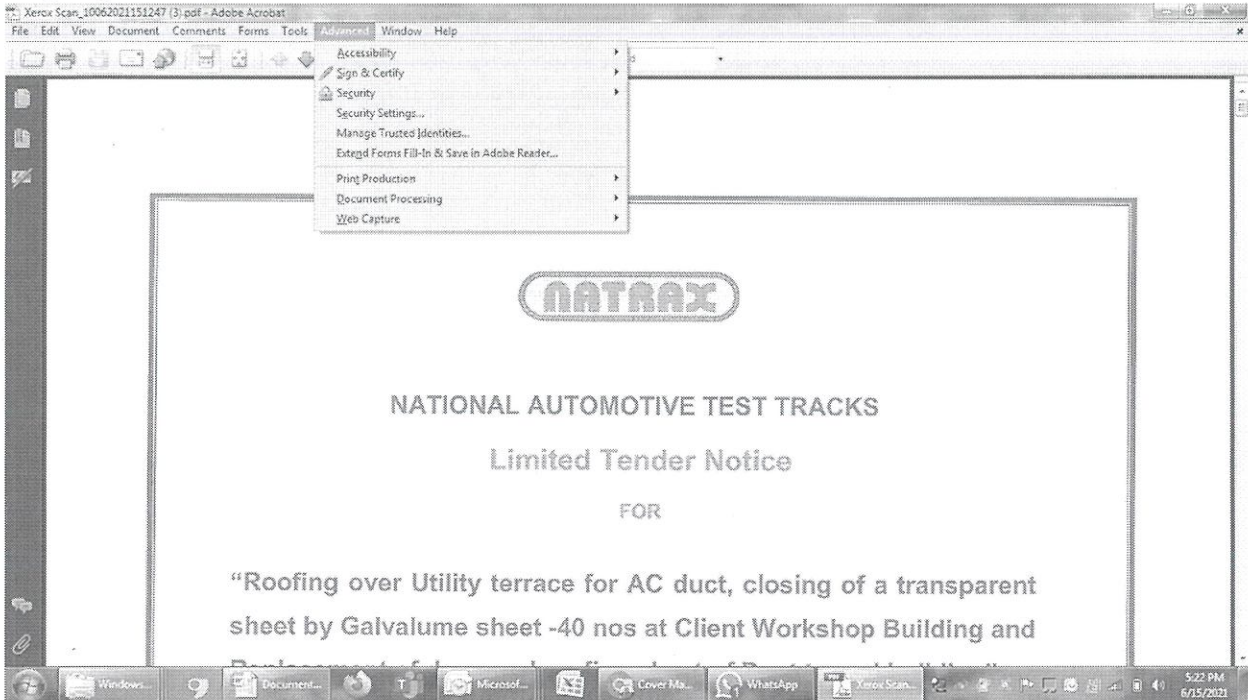 Xerox Scan_10062021151247 (3).pdf - Adobe Acrobat
File Edit View Document Comments Forms Tools Advanced Window Help
Accessibility
Sign & Certify
Security
Security Settings...
Manage Trusted Identities...
Extend Forms Fill-In & Save in Adobe Reader...
Print Production
Document Processing
Web Capture
NATRAX
NATIONAL AUTOMOTIVE TEST TRACKS
Limited Tender Notice
FOR
“Roofing over Utility terrace for AC duct, closing of a transparent
sheet by Galvalume sheet -40 nos at Client Workshop Building and
Windows... Document... Microsof... Cover Ma... WhatsApp Xerox Scan... 5:22 PM
6/15/2021